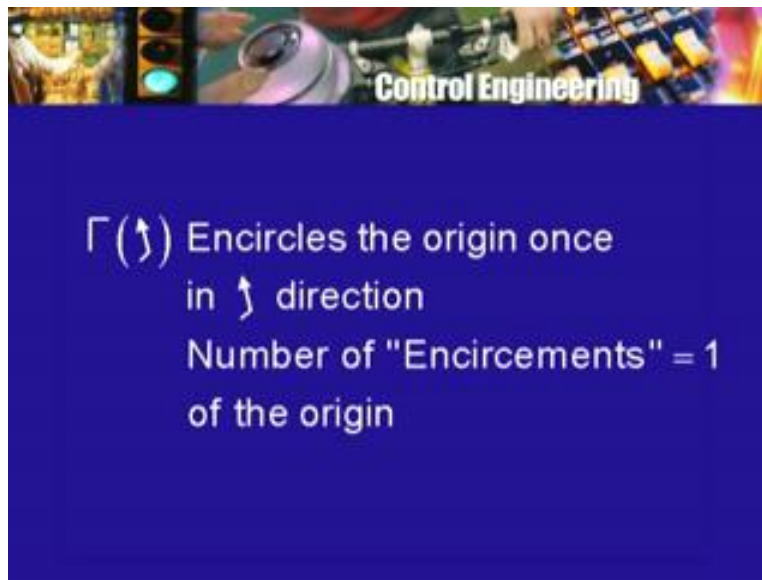 Control Engineering
Γ(↺) Encircles the origin once
in ↺ direction
Number of "Encircements" = 1
of the origin